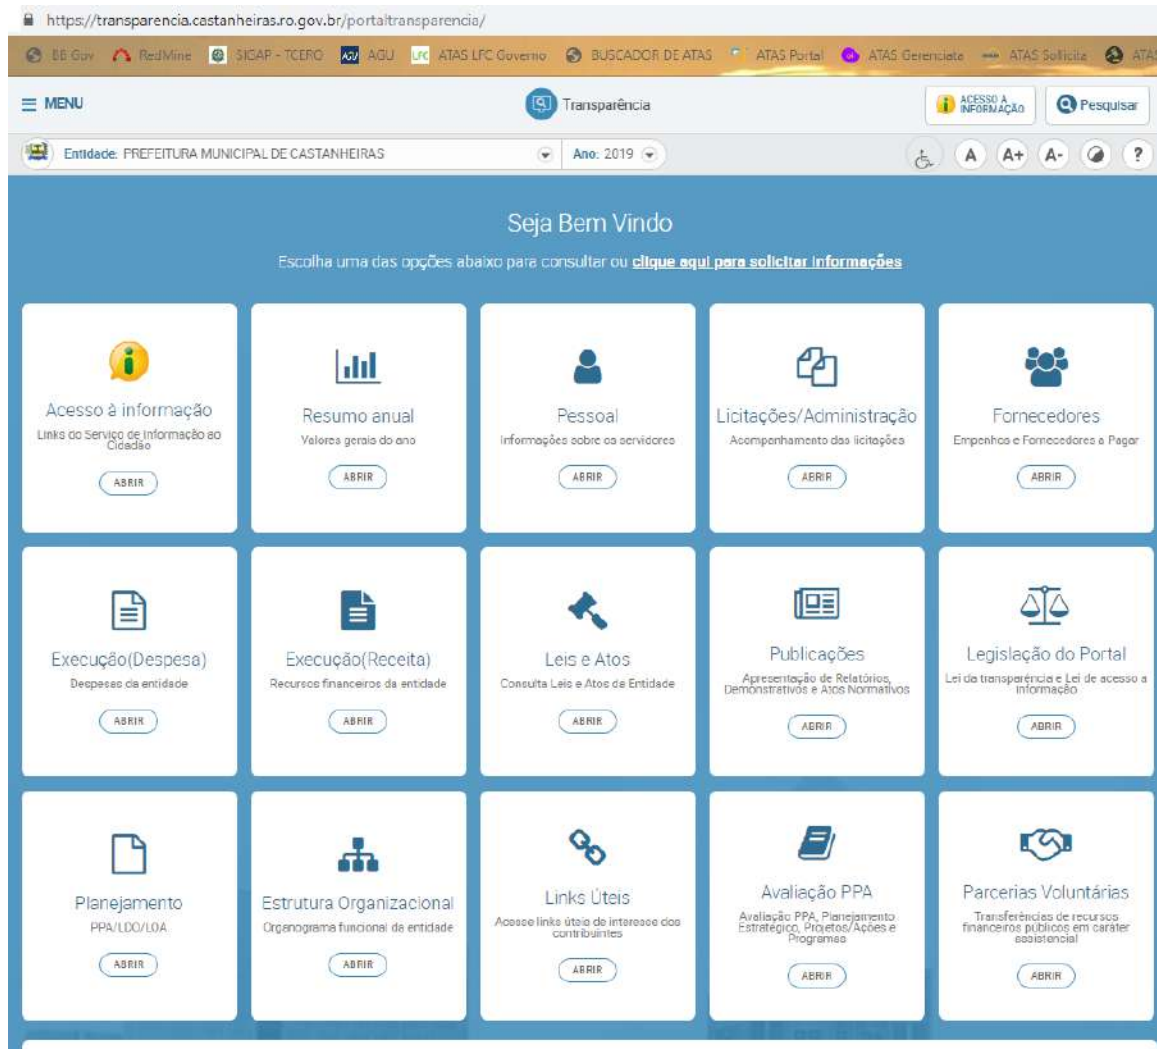 https://transparencia.castanheiras.ro.gov.br/portaltransparencia/
BB Gov RedMine SIGAP - TCERO AGU AGU LFC ATAS LFC Governo BUSCADOR DE ATAS ATAS Portal ATAS Gerenciata ATAS Sollicita ATAS
MENU Transparência ACESSO À INFORMAÇÃO Pesquisar
Entidade: PREFEITURA MUNICIPAL DE CASTANHEIRAS Ano: 2019 A A+ A- ?
Seja Bem Vindo
Escolha uma das opções abaixo para consultar ou clique aqui para solicitar informações
Acesso à informação
Links do Serviço de Informação ao
Cidadão
ABRIR
Resumo anual
Valores gerais do ano
ABRIR
Pessoal
Informações sobre os servidores
ABRIR
Licitações/Administração
Acompanhamento das licitações
ABRIR
Fornecedores
Empenhos e Fornecedores a Pagar
ABRIR
Execução(Despesa)
Despesas da entidade
ABRIR
Execução(Receita)
Recursos financeiros da entidade
ABRIR
Leis e Atos
Consulta Leis e Atos da Entidade
ABRIR
Publicações
Apresentação de Relatórios,
Demonstrativos e Atos Normativos
ABRIR
Legislação do Portal
Lei da transparência e Lei de acesso a
informação
ABRIR
Planejamento
PPA/LDO/LOA
ABRIR
Estrutura Organizacional
Organograma funcional da entidade
ABRIR
Links Úteis
Acesse links úteis de interesse dos
contribuintes
ABRIR
Avaliação PPA
Avaliação PPA, Planejamento
Estratégico, Projetos/Ações e
Programas
ABRIR
Parcerias Voluntárias
Transferências de recursos
financeiros públicos em caráter
assistencial
ABRIR